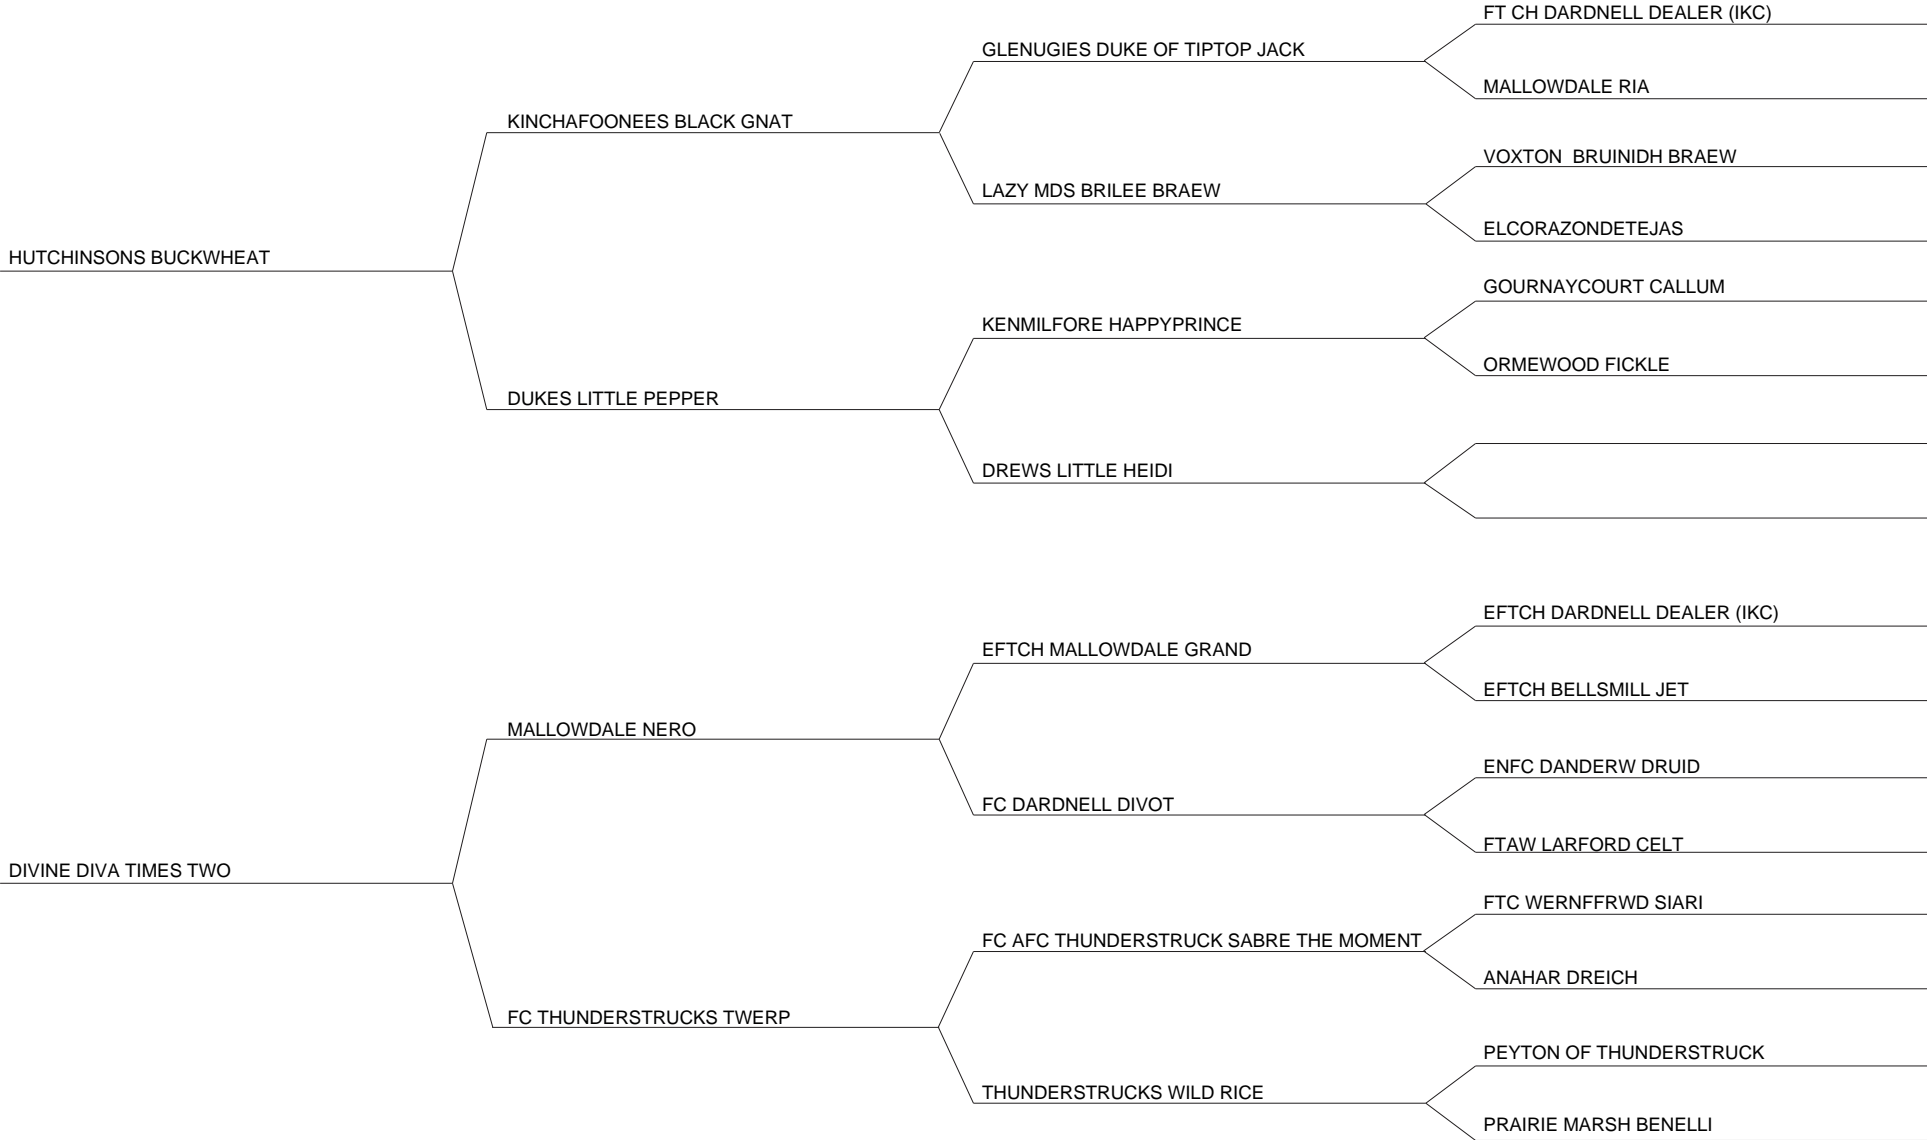 FT CH DARDNELL DEALER (IKC)
GLENUGIES DUKE OF TIPTOP JACK
MALLOWDALE RIA
KINCHAFOONEES BLACK GNAT
VOXTON  BRUINIDH BRAEW
LAZY MDS BRILEE BRAEW
ELCORAZONDETEJAS
HUTCHINSONS BUCKWHEAT
GOURNAYCOURT CALLUM
KENMILFORE HAPPYPRINCE
ORMEWOOD FICKLE
DUKES LITTLE PEPPER
DREWS LITTLE HEIDI
EFTCH DARDNELL DEALER (IKC)
EFTCH MALLOWDALE GRAND
EFTCH BELLSMILL JET
MALLOWDALE NERO
ENFC DANDERW DRUID
FC DARDNELL DIVOT
FTAW LARFORD CELT
DIVINE DIVA TIMES TWO
FTC WERNFFRWD SIARI
FC AFC THUNDERSTRUCK SABRE THE MOMENT
ANAHAR DREICH
FC THUNDERSTRUCKS TWERP
PEYTON OF THUNDERSTRUCK
THUNDERSTRUCKS WILD RICE
PRAIRIE MARSH BENELLI